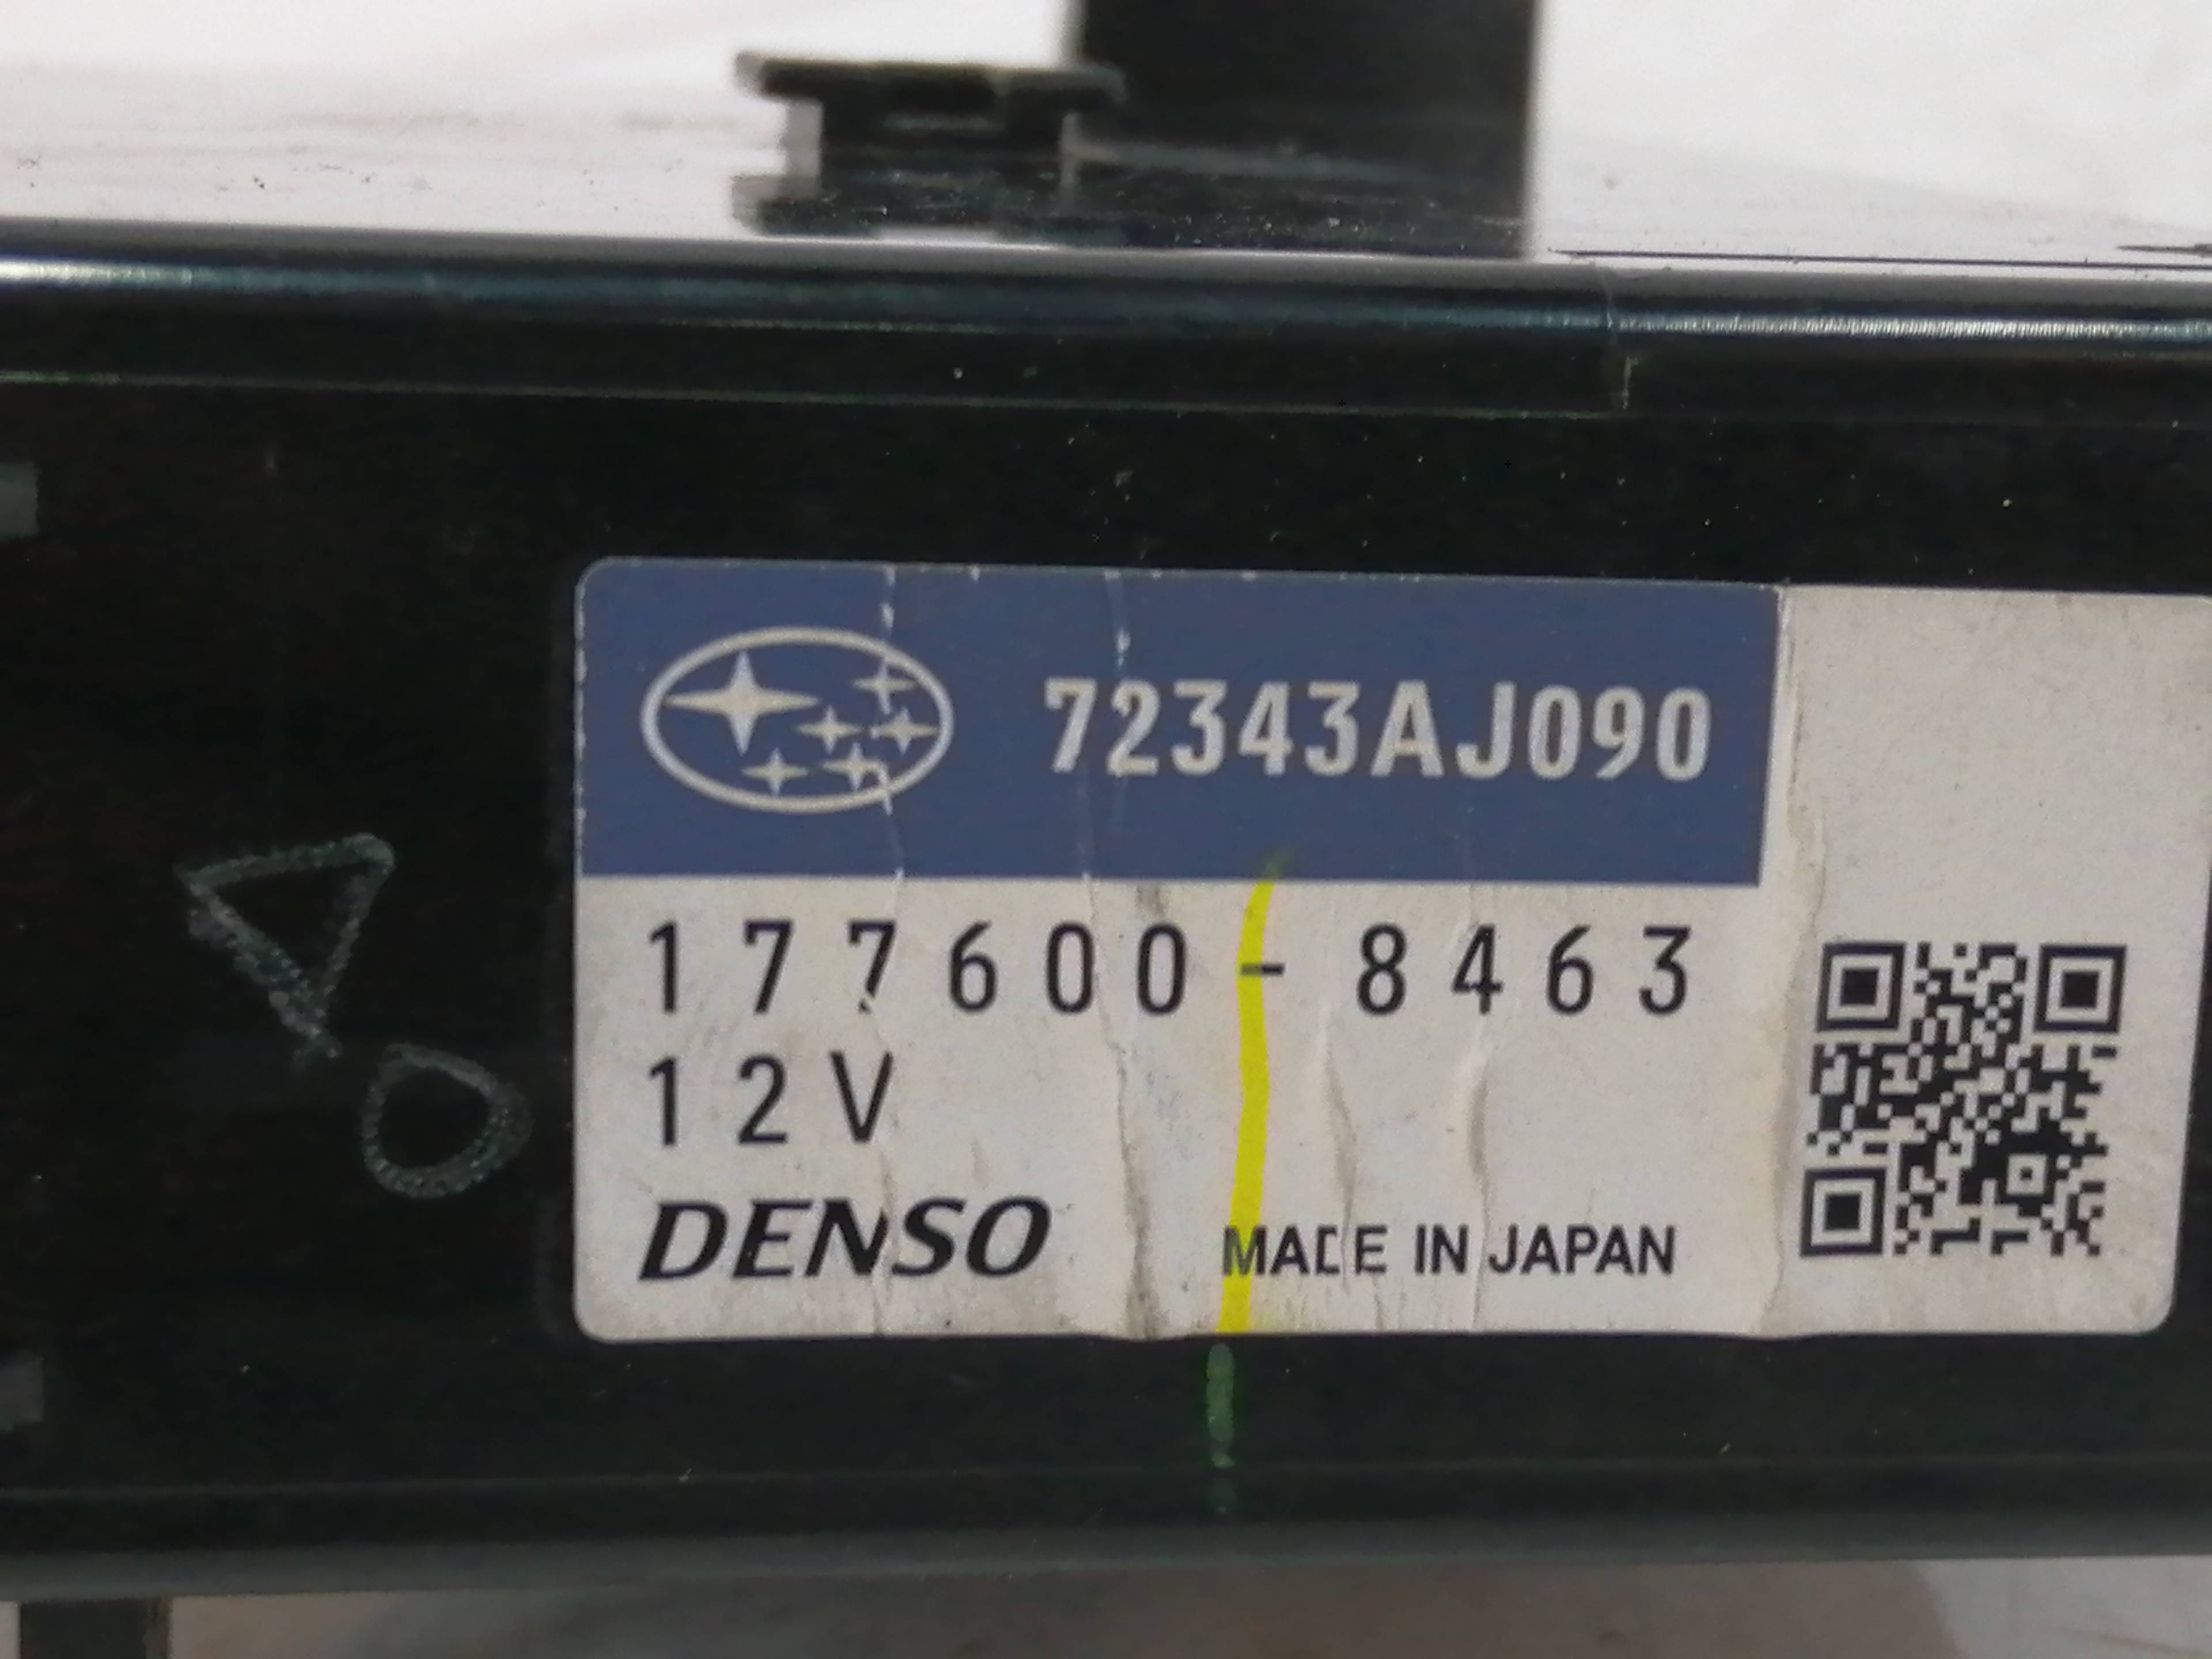 72343AJ090
177600-8463
12V
DENSO
MADE IN JAPAN